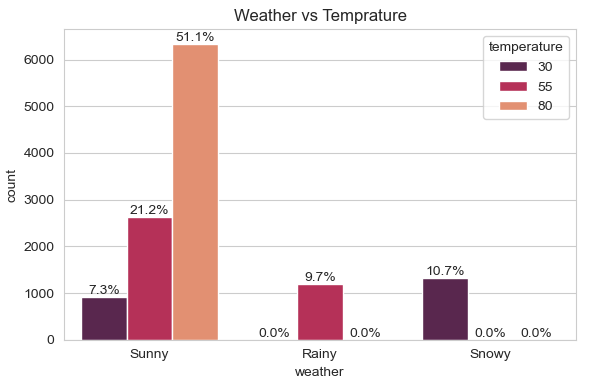 Weather vs Temprature
temperature
30
55
80
6000
5000
4000
3000
2000
1000
0
count
51.1%
21.2%
7.3%
0.0%
9.7%
0.0%
10.7%
0.0%
0.0%
Sunny
Rainy
Snowy
weather